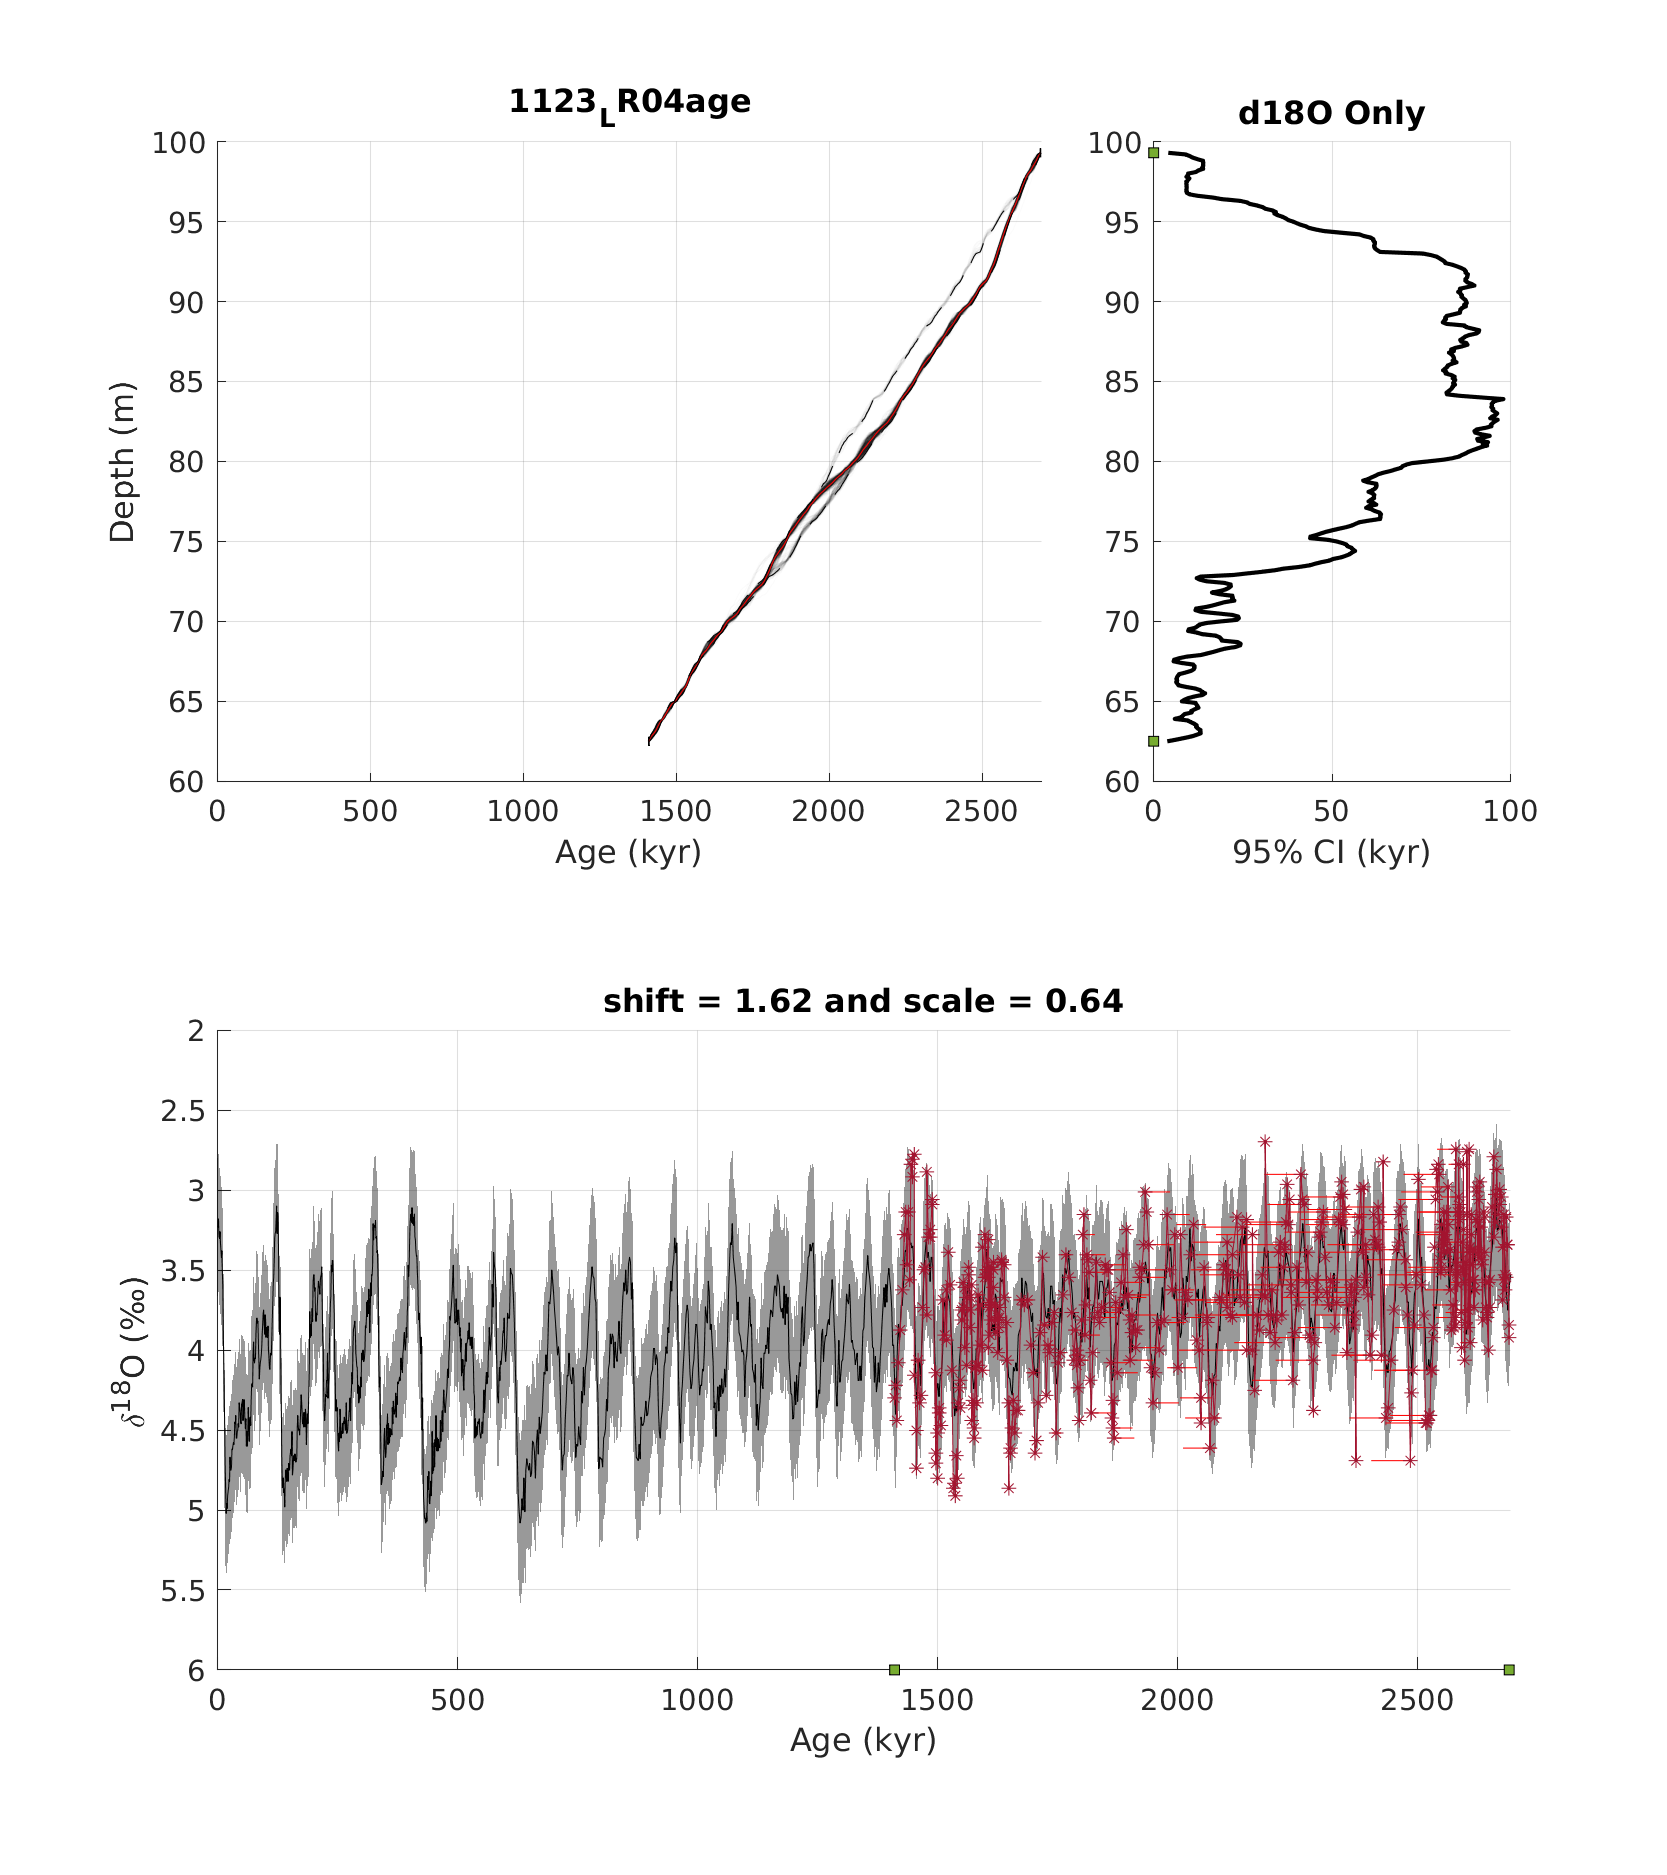 1123LR04age
d18O Only
100
95
90
85
80
75
70
65
60
Depth (m)
0 500 1000 1500 2000 2500
Age (kyr)
100
95
90
85
80
75
70
65
60
0 50 100
95% CI (kyr)
shift = 1.62 and scale = 0.64
2
2.5
3
3.5
4
4.5
5
5.5
6
δ18O (‰)
0 500 1000 1500 2000 2500
Age (kyr)